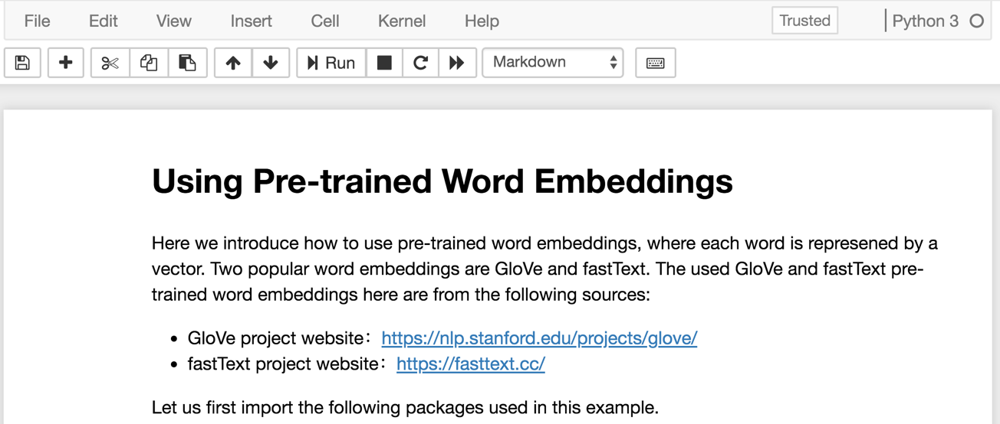 File Edit View Insert Cell Kernel Help Trusted Python 3
Run Markdown
Using Pre-trained Word Embeddings
Here we introduce how to use pre-trained word embeddings, where each word is represened by a
vector. Two popular word embeddings are GloVe and fastText. The used GloVe and fastText pre-
trained word embeddings here are from the following sources:
• GloVe project website： https://nlp.stanford.edu/projects/glove/
• fastText project website： https://fasttext.cc/
Let us first import the following packages used in this example.